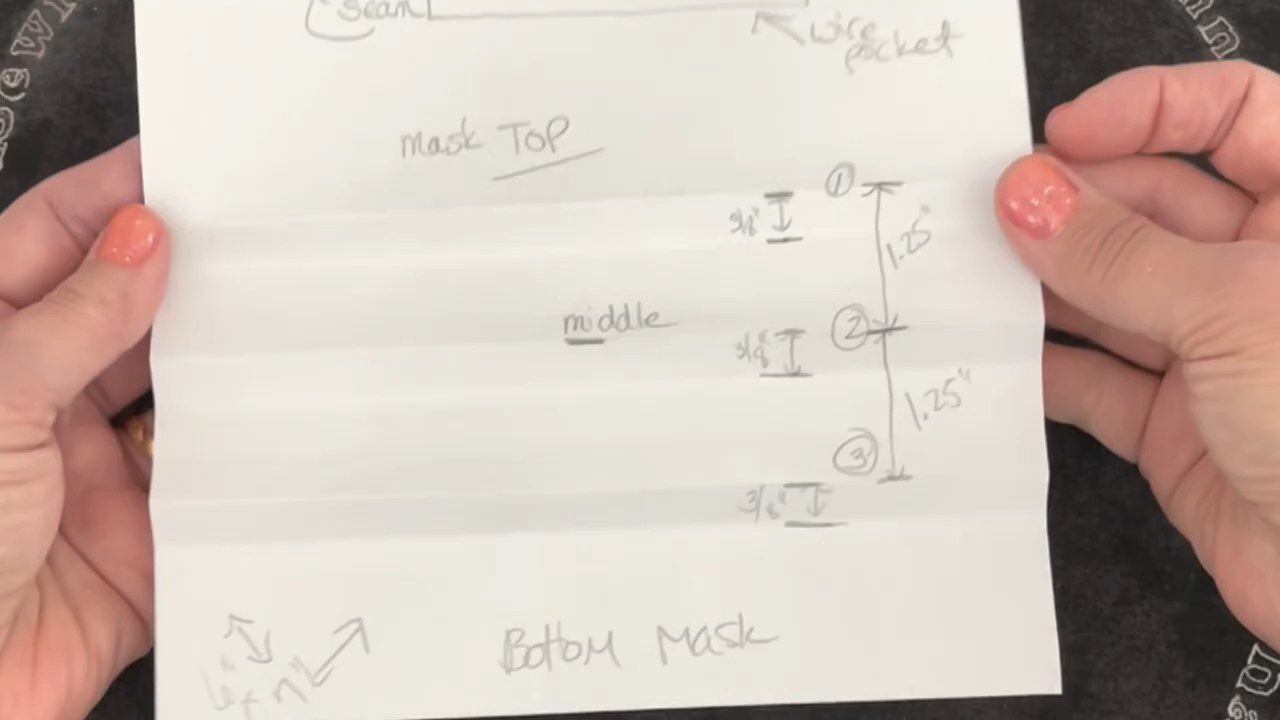 seam
wire
pocket
mask TOP
①
3/8"
1.25"
middle
②
3/8"
1.25"
③
3/8"
Bottom Mask